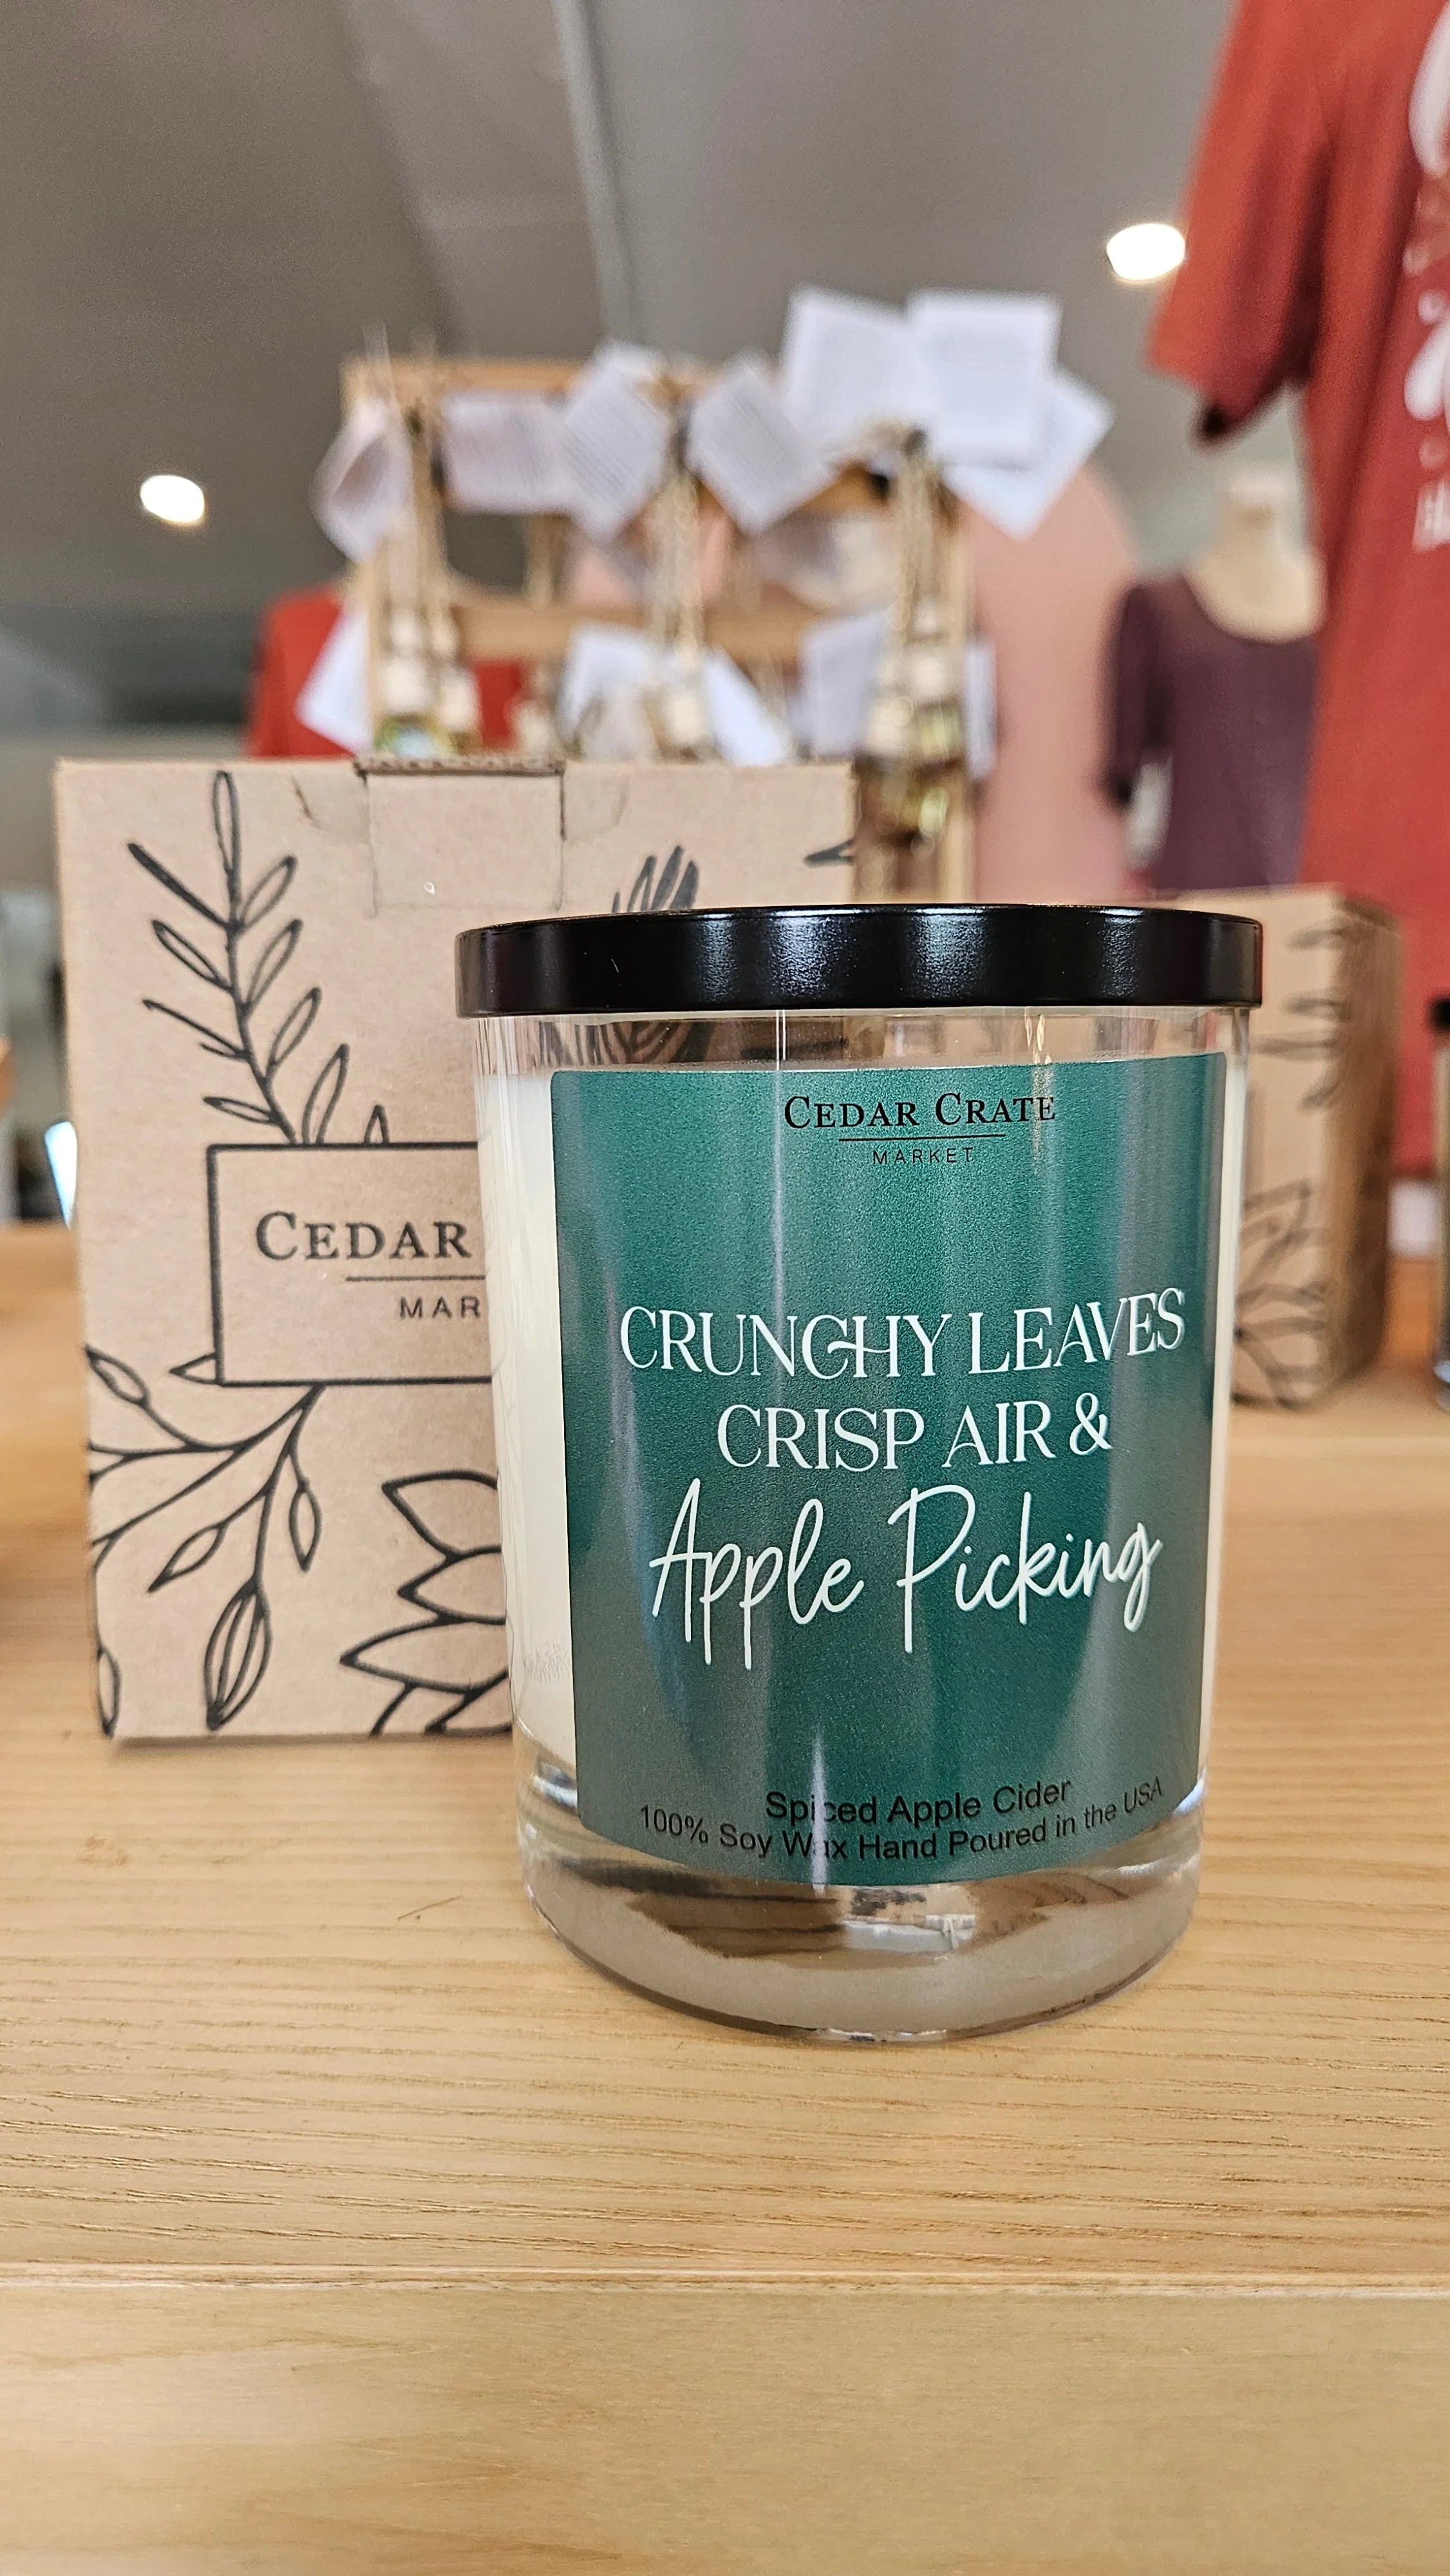 CEDAR CRATE
MARKET
CRUNCHY LEAVES
CRISP AIR &
Apple Picking
Spiced Apple Cider
100% Soy Wax Hand Poured in the USA
CEDAR
MAR